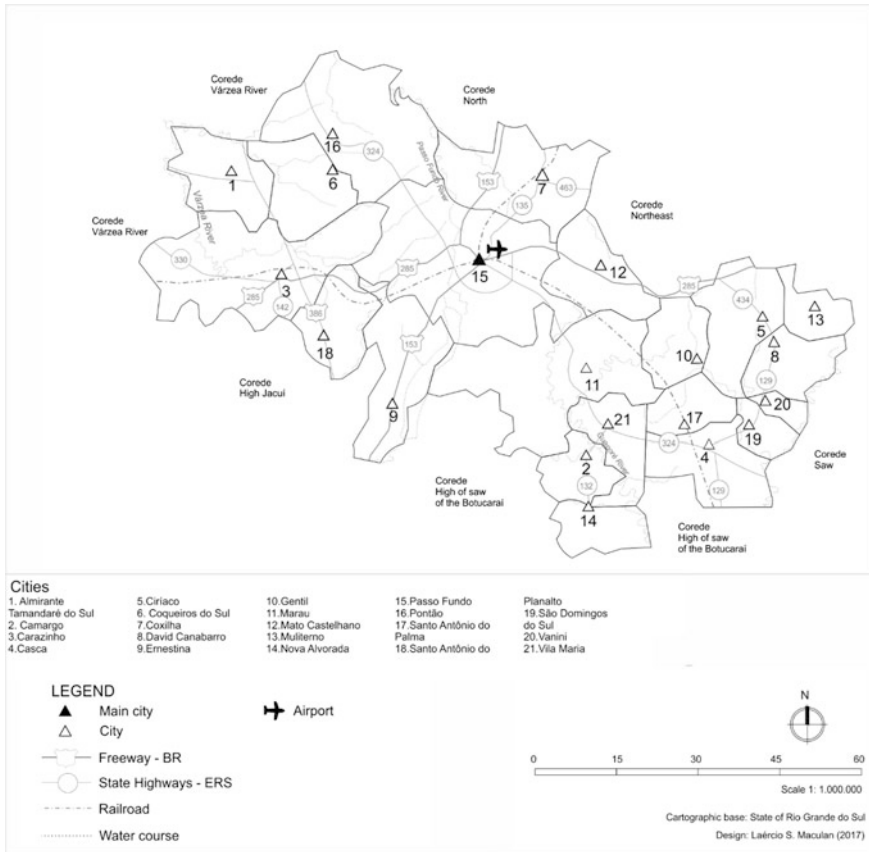 Corede
Várzea River
Corede
North
16
324
Passo Fundo River
1
6
153
7
463
135
Várzea River
Corede
Northeast
Corede
Várzea River
330
3
285
142
386
18
285
15
12
285
434
5
13
153
10
8
11
129
Corede
High Jacuí
9
21
17
20
19
324
4
2
132
129
14
Corede
Saw
Corede
High of saw
of the Botucaraí
Corede
High of saw
of the Botucaraí
Cities
1. Almirante
Tamandaré do Sul
2. Camargo
3.Carazinho
4.Casca
5.Ciriaco
6. Coqueiros do Sul
7.Coxilha
8.David Canabarro
9.Ernestina
10.Gentil
11.Marau
12.Mato Castelhano
13.Muliterno
14.Nova Alvorada
15.Passo Fundo
16.Pontão
17.Santo Antônio do
Palma
18.Santo Antônio do
Planalto
19.São Domingos
do Sul
20.Vanini
21.Vila Maria
LEGEND
Main city
City
Freeway - BR
State Highways - ERS
Railroad
Water course
Airport
N
0 15 30 45 60
Scale 1: 1.000.000
Cartographic base: State of Rio Grande do Sul
Design: Laércio S. Maculan (2017)